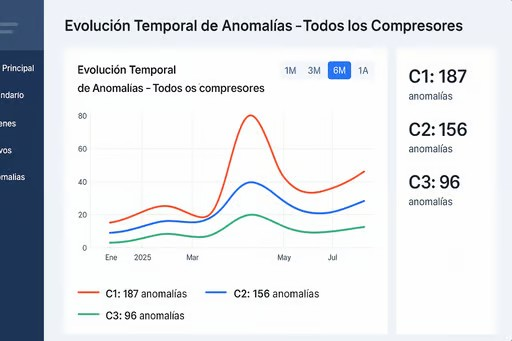 Evolución Temporal de Anomalías – Todos los Compresores
Principal
ndario
enes
vos
omalias
Evolución Temporal
de Anomalías – Todos os compresores
1M 3M 6M 1A
80
60
40
20
0
Ene 2025 Mar May Jul
C1: 187 anomalías C2: 156 anomalías
C3: 96 anomalías
C1: 187
anomalías
C2: 156
anomalías
C3: 96
anomalías